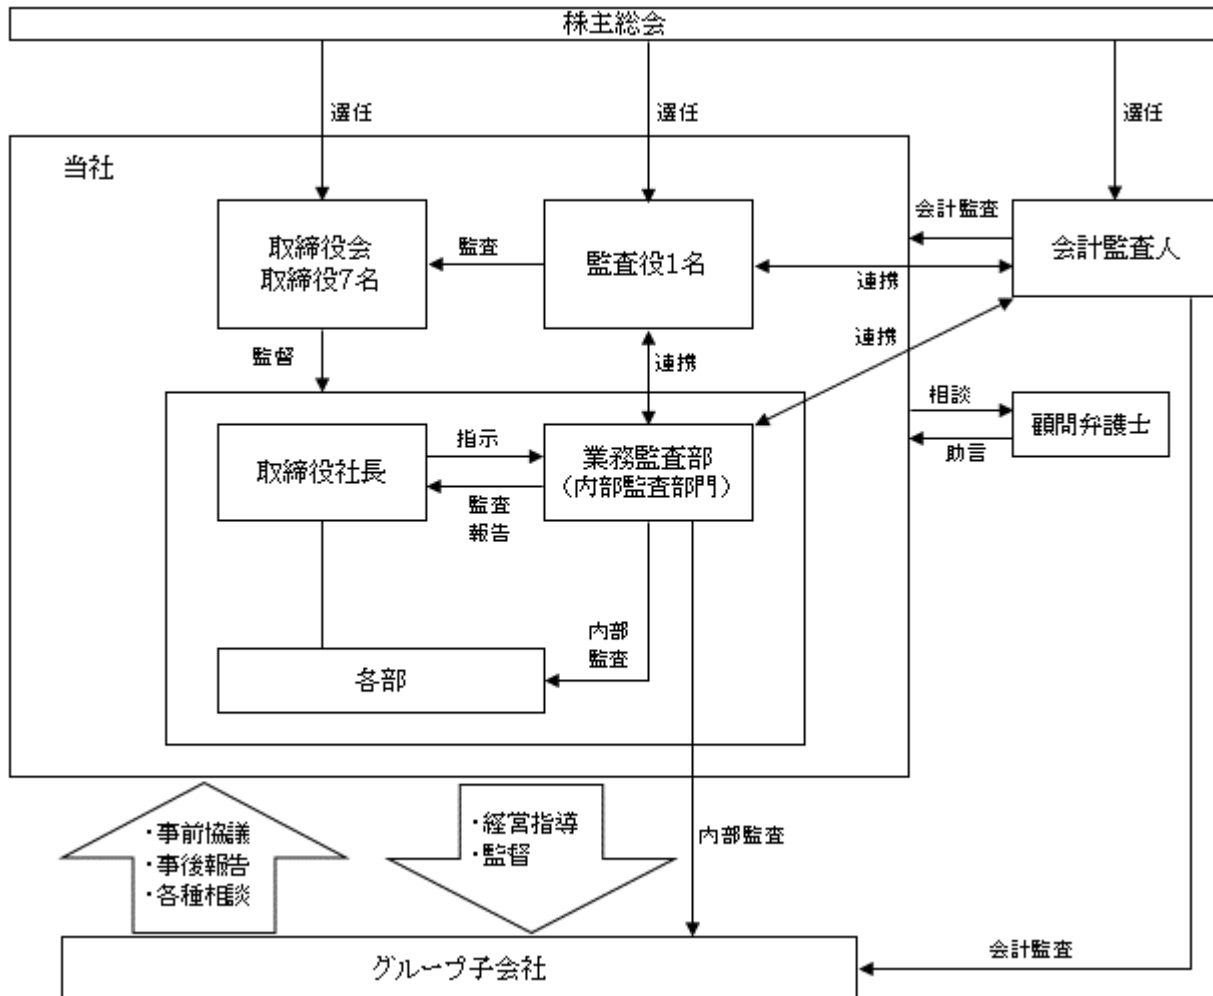 株主総会
選任
選任
選任
当社
取締役会
取締役7名
監査
監査役1名
会計監査
会計監査人
連携
監督
連携
連携
相談
顧問弁護士
助言
取締役社長
指示
監査
報告
業務監査部
(内部監査部門)
内部
監査
各部
・事前協議
・事後報告
・各種相談
・経営指導
・監督
内部監査
グループ子会社
会計監査